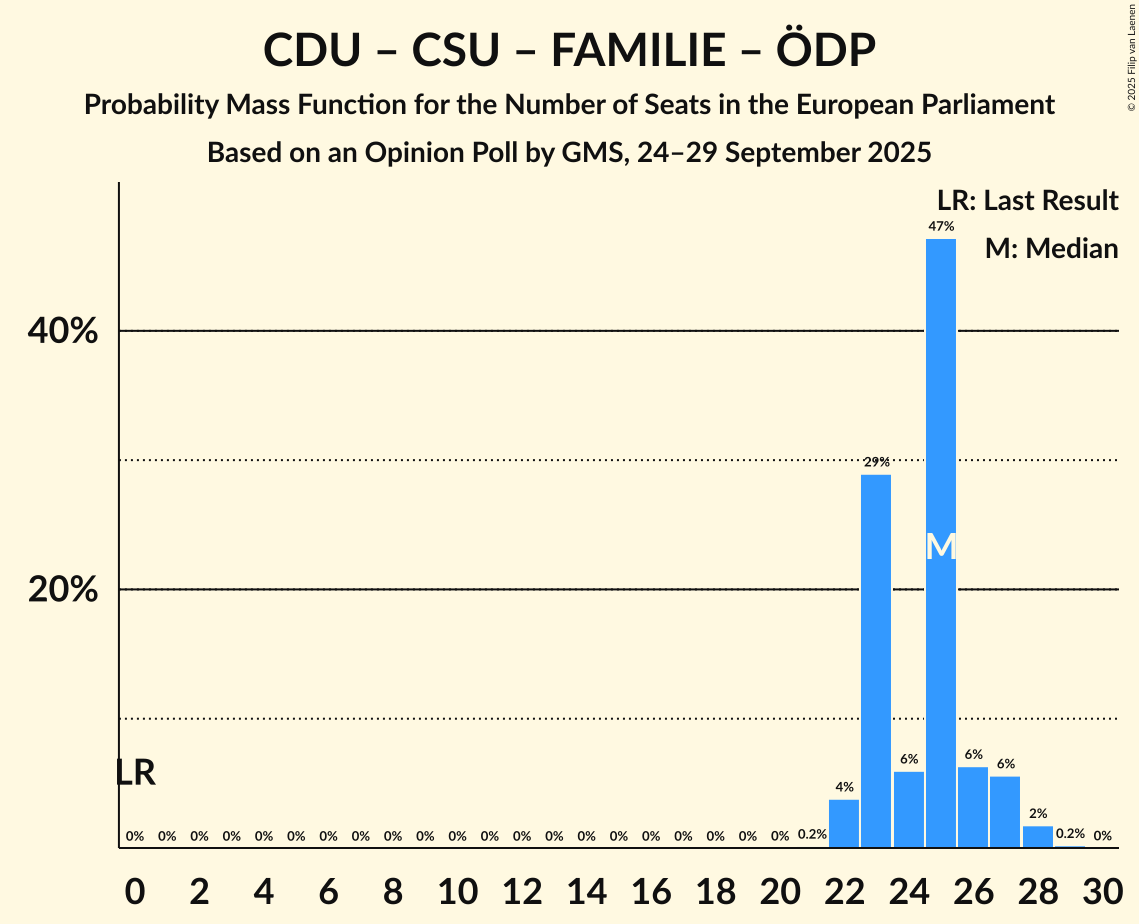 CDU – CSU – FAMILIE – ÖDP
Probability Mass Function for the Number of Seats in the European Parliament
Based on an Opinion Poll by GMS, 24–29 September 2025
© 2025 Filip van Laenen
LR: Last Result
M: Median
47%
40%
29%
M
20%
LR
0% 0% 0% 0% 0% 0% 0% 0% 0% 0% 0% 0% 0% 0% 0% 0% 0% 0% 0% 0% 0% 0.2% 4% 6% 6% 6% 2% 0.2% 0%
0 2 4 6 8 10 12 14 16 18 20 22 24 26 28 30